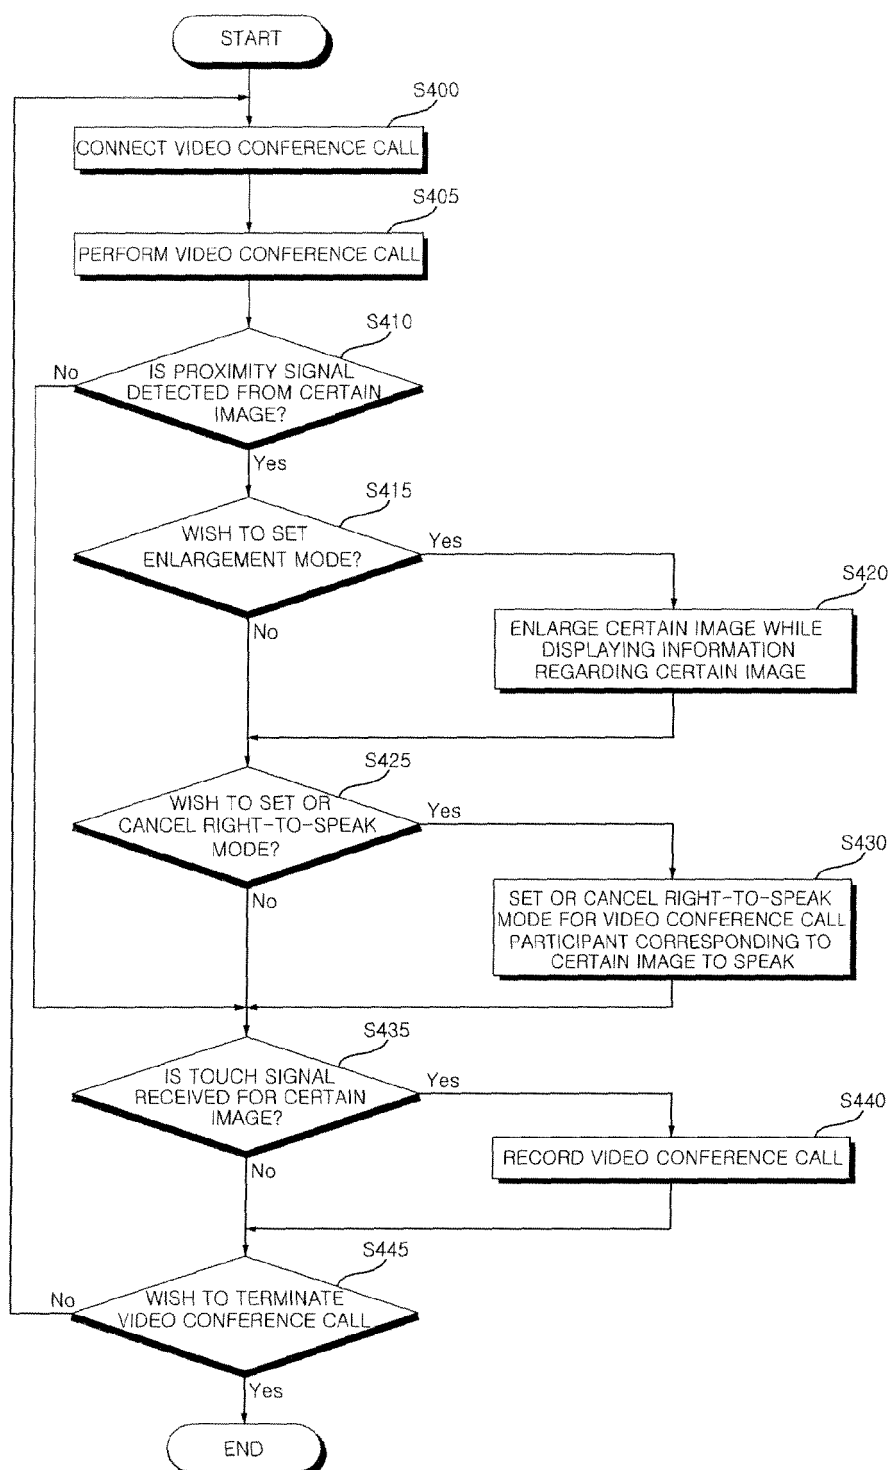 START
S400
CONNECT VIDEO CONFERENCE CALL
S405
PERFORM VIDEO CONFERENCE CALL
S410
No
IS PROXIMITY SIGNAL
DETECTED FROM CERTAIN
IMAGE?
Yes
S415
WISH TO SET
ENLARGEMENT MODE?
Yes
No
S420
ENLARGE CERTAIN IMAGE WHILE
DISPLAYING INFORMATION
REGARDING CERTAIN IMAGE
S425
WISH TO SET OR
CANCEL RIGHT-TO-SPEAK
MODE?
Yes
No
S430
SET OR CANCEL RIGHT-TO-SPEAK
MODE FOR VIDEO CONFERENCE CALL
PARTICIPANT CORRESPONDING TO
CERTAIN IMAGE TO SPEAK
S435
IS TOUCH SIGNAL
RECEIVED FOR CERTAIN
IMAGE?
Yes
No
S440
RECORD VIDEO CONFERENCE CALL
S445
No
WISH TO TERMINATE
VIDEO CONFERENCE CALL
Yes
END